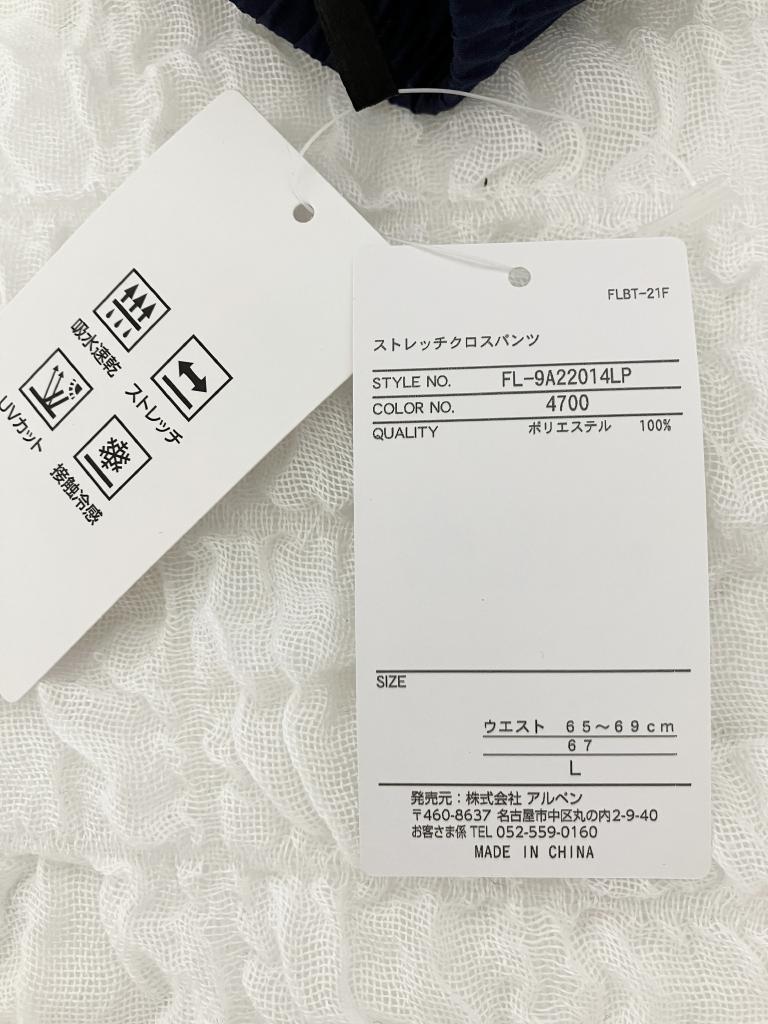 吸水速乾
ストレッチ
UVカット
接触冷感
FLBT-21F
ストレッチクロスパンツ
STYLE NO. FL-9A22014LP
COLOR NO. 4700
QUALITY ポリエステル 100%
SIZE
ウエスト 65~69cm
67
L
発売元:株式会社 アルペン
〒460-8637 名古屋市中区丸の内2-9-40
お客さま係 TEL 052-559-0160
MADE IN CHINA